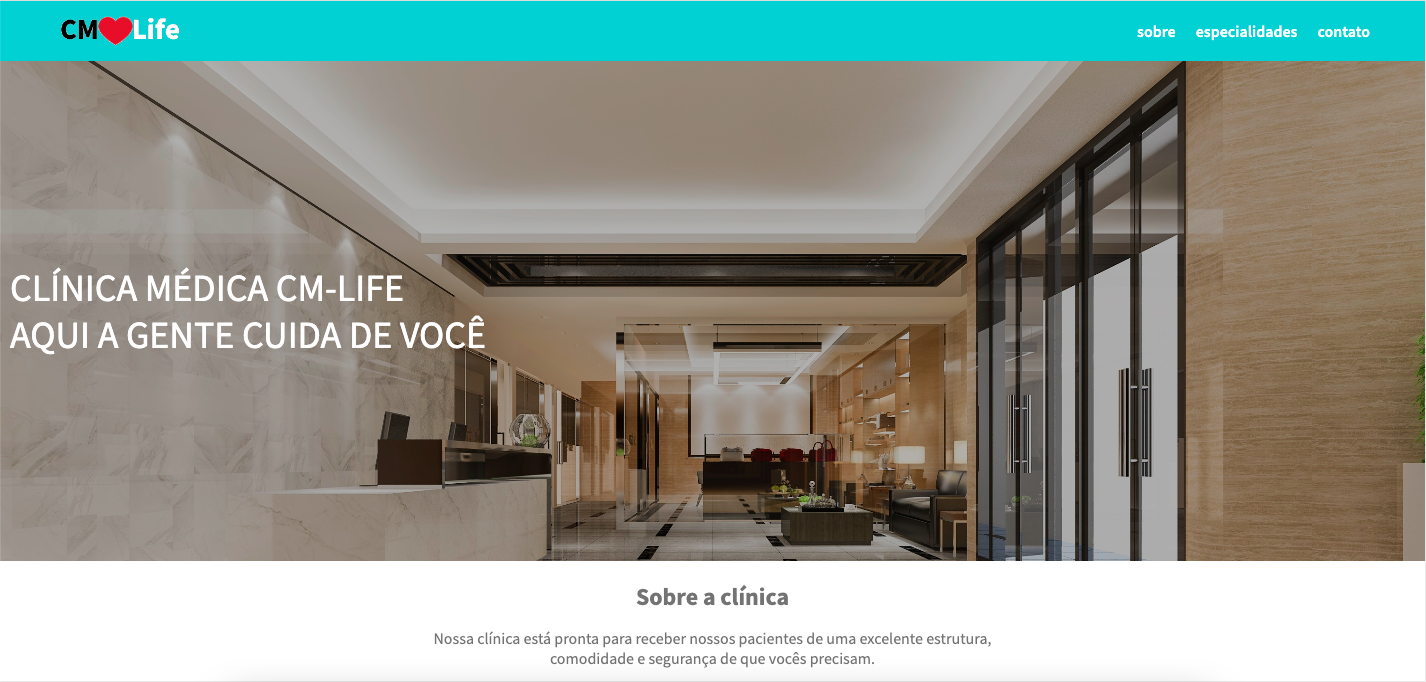 CM❤Life
sobre especialidades contato
CLÍNICA MÉDICA CM-LIFE
AQUI A GENTE CUIDA DE VOCÊ
Sobre a clínica
Nossa clínica está pronta para receber nossos pacientes de uma excelente estrutura,
comodidade e segurança de que vocês precisam.